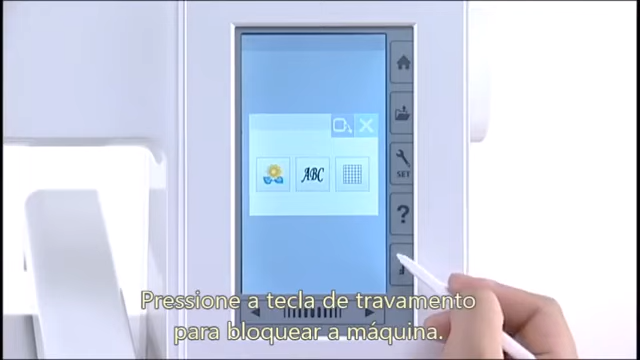 ABC
SET
?
Pressione a tecla de travamento
para bloquear a máquina.